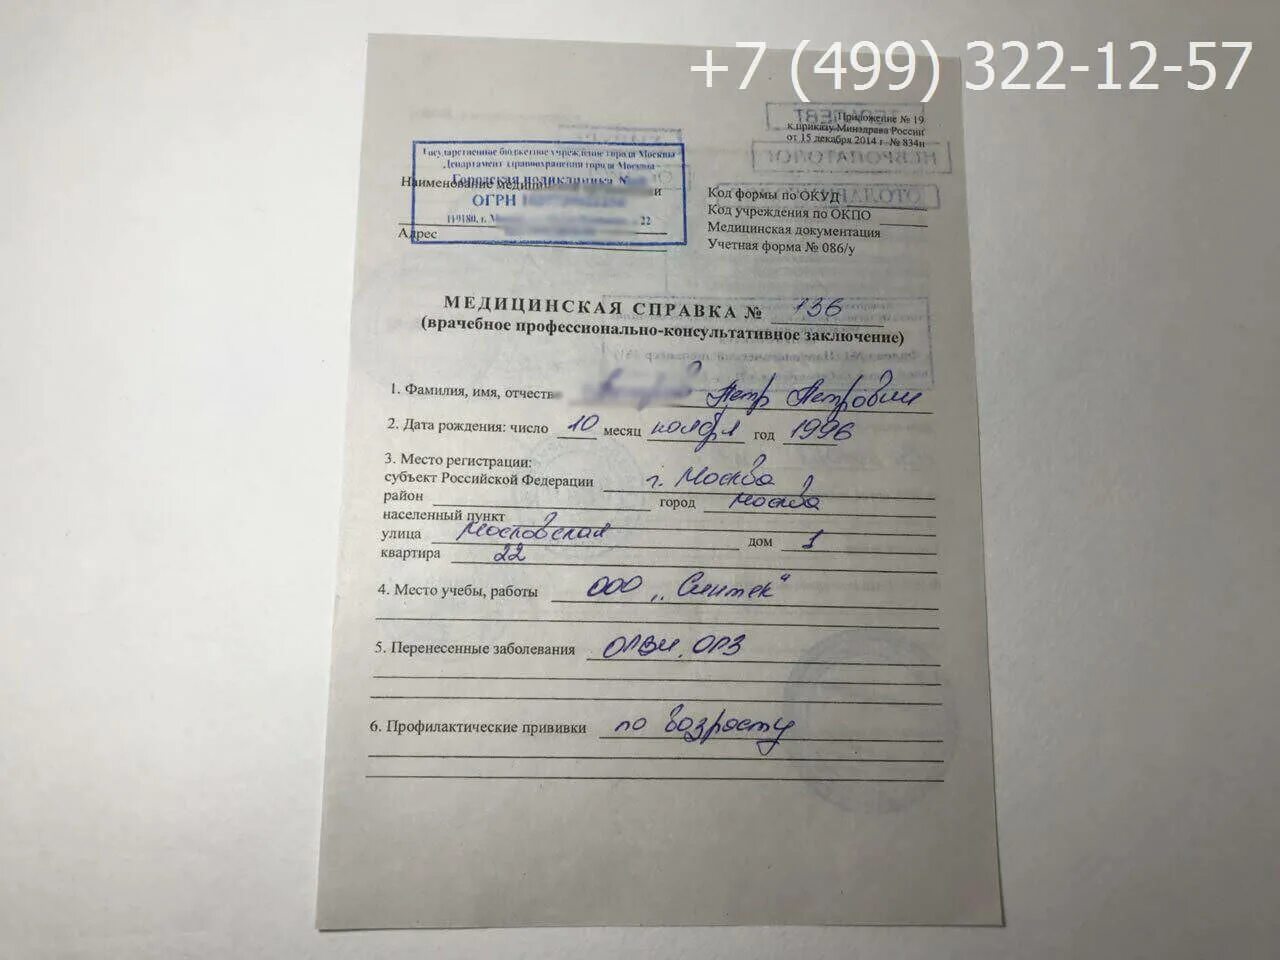 +7 (499) 322-12-57
Приложение № 19
к приказу Минздрава России
от 15 декабря 2014 г. № 834н
Государственное бюджетное учреждение города Москвы
Департамент здравоохранения города Москвы
Городская поликлиника №
Наименование медицин и
ОГРН
119180, г. М 22
Адрес
Код формы по ОКУД
Код учреждения по ОКПО
Медицинская документация
Учетная форма № 086/у
МЕДИЦИНСКАЯ СПРАВКА № 136
(врачебное профессионально-консультативное заключение)
1. Фамилия, имя, отчеств Петр Петрович
2. Дата рождения: число 10 месяц ноября год 1996
3. Место регистрации:
субъект Российской Федерации г. Москва
район город Москва
населенный пункт
улица Московская дом 1
квартира 22
4. Место учебы, работы ООО „Синтек“
5. Перенесенные заболевания ОРВИ, ОРЗ
6. Профилактические прививки по возрасту